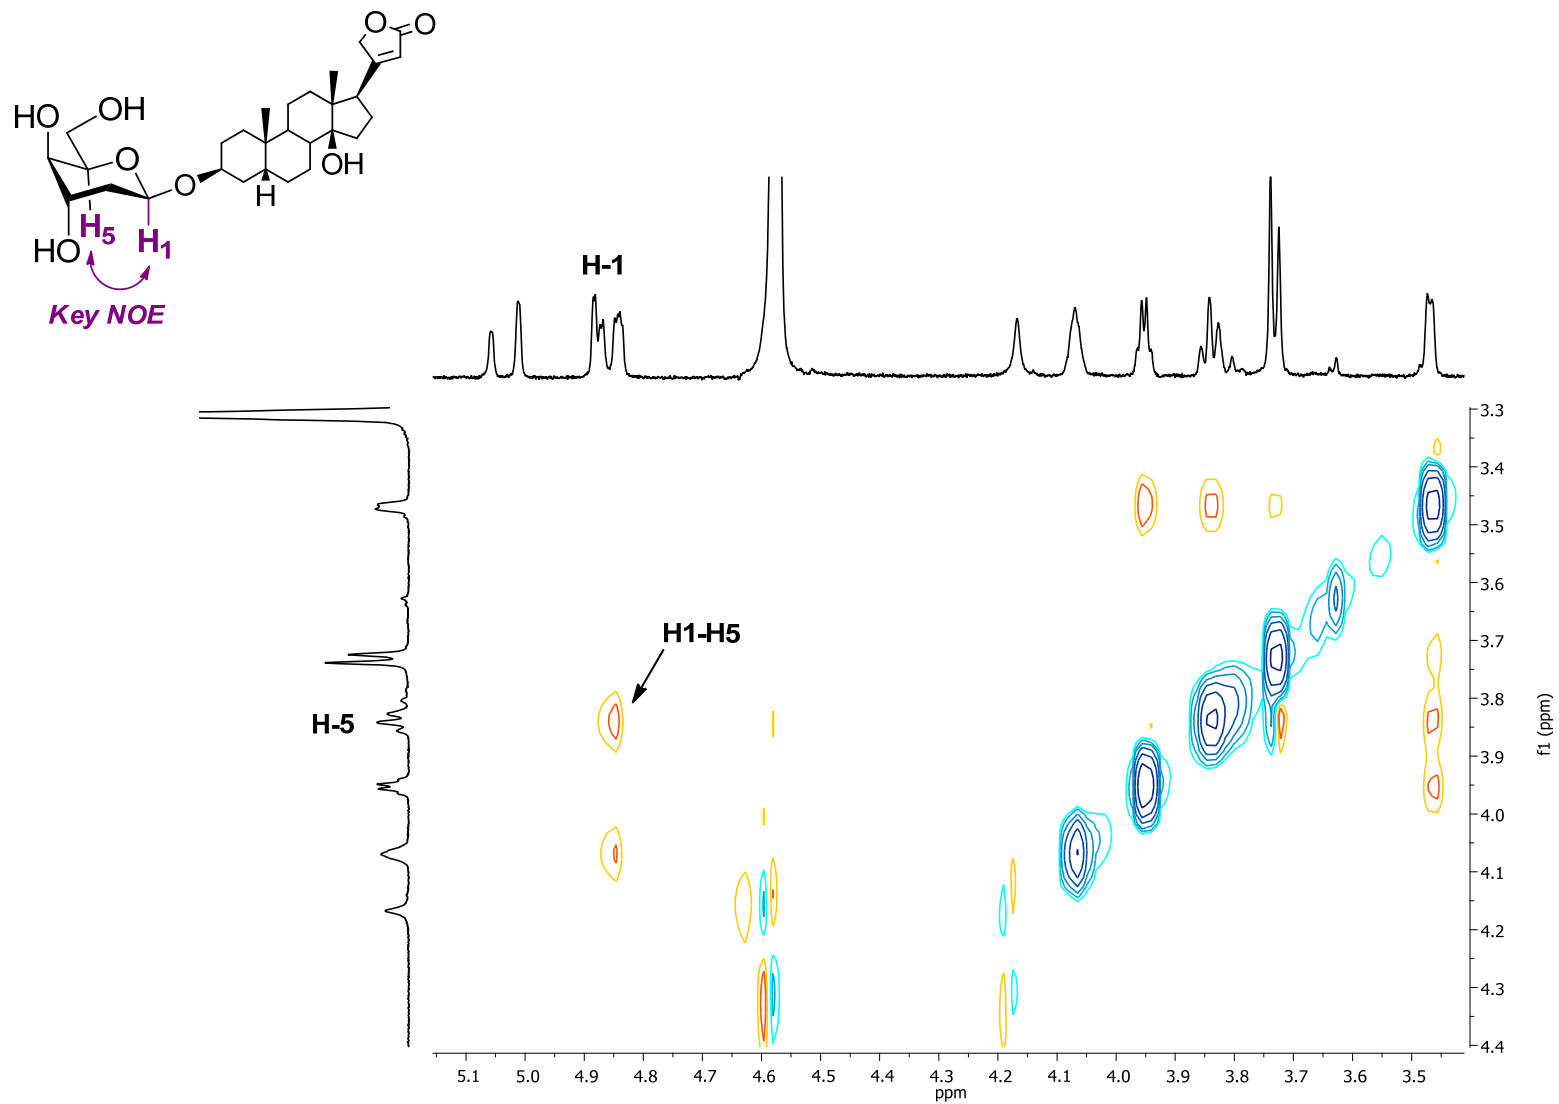 O
O
HO
OH
O
O
OH
H
H5
H1
HO
Key NOE
H-1
3.3
3.4
3.5
3.6
H1-H5
3.7
H-5
3.8
3.9
4.0
4.1
4.2
4.3
4.4
f1 (ppm)
5.1 5.0 4.9 4.8 4.7 4.6 4.5 4.4 4.3 4.2 4.1 4.0 3.9 3.8 3.7 3.6 3.5
ppm